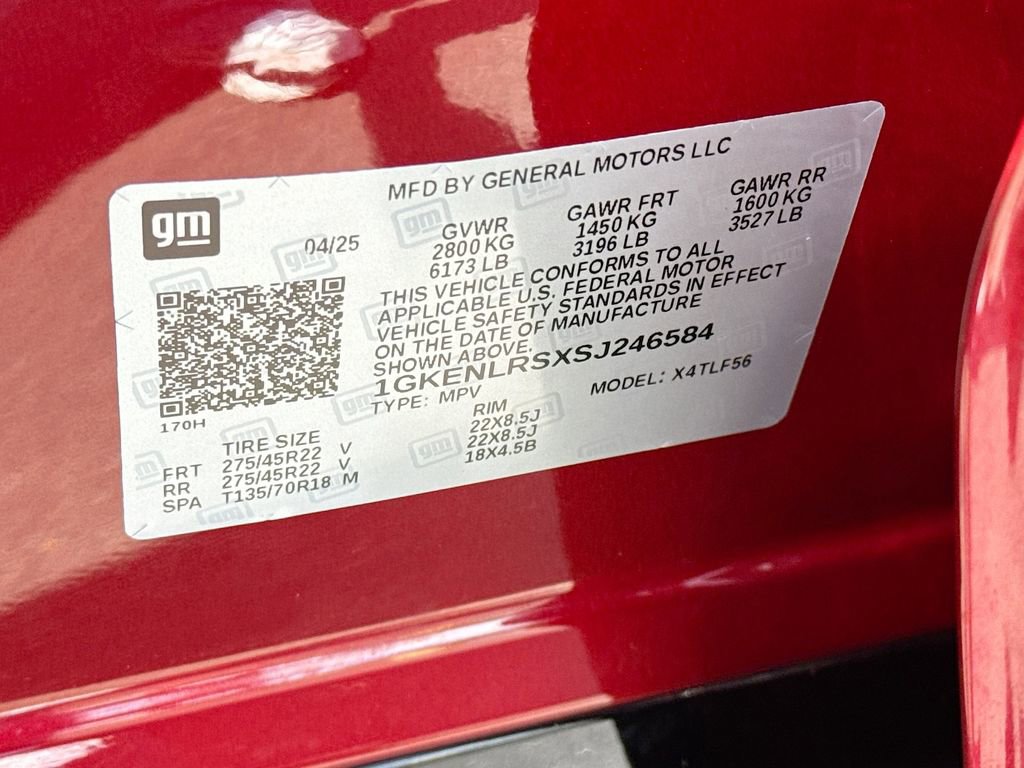 MFD BY GENERAL MOTORS LLC
gm
04/25
GVWR
2800 KG
6173 LB
GAWR FRT
1450 KG
3196 LB
GAWR RR
1600 KG
3527 LB
THIS VEHICLE CONFORMS TO ALL
APPLICABLE U.S. FEDERAL MOTOR
VEHICLE SAFETY STANDARDS IN EFFECT
ON THE DATE OF MANUFACTURE
SHOWN ABOVE.
1GKENLRSXSJ246584
TYPE: MPV
MODEL: X4TLF56
170H
TIRE SIZE RIM
FRT 275/45R22 V 22X8.5J
RR 275/45R22 V 22X8.5J
SPA T135/70R18 M 18X4.5B